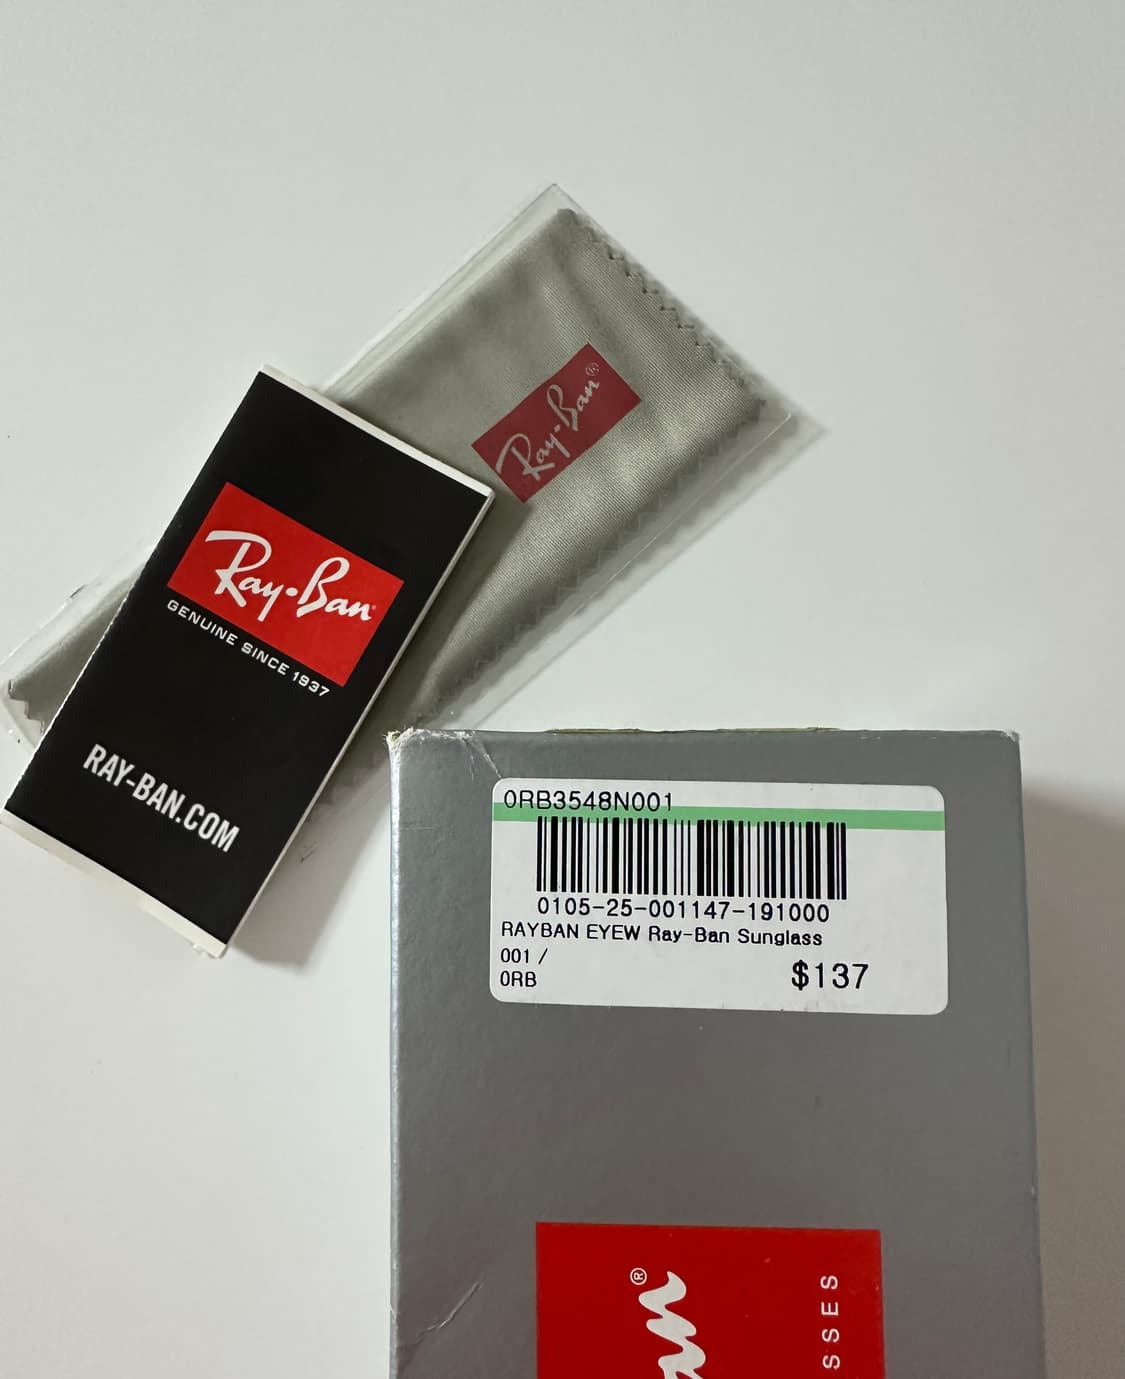 Ray-Ban®
Ray-Ban
GENUINE SINCE 1937
RAY-BAN.COM
0RB3548N001
0105-25-001147-191000
RAYBAN EYEW Ray-Ban Sunglass
001 /
0RB
$137
an®
SSES